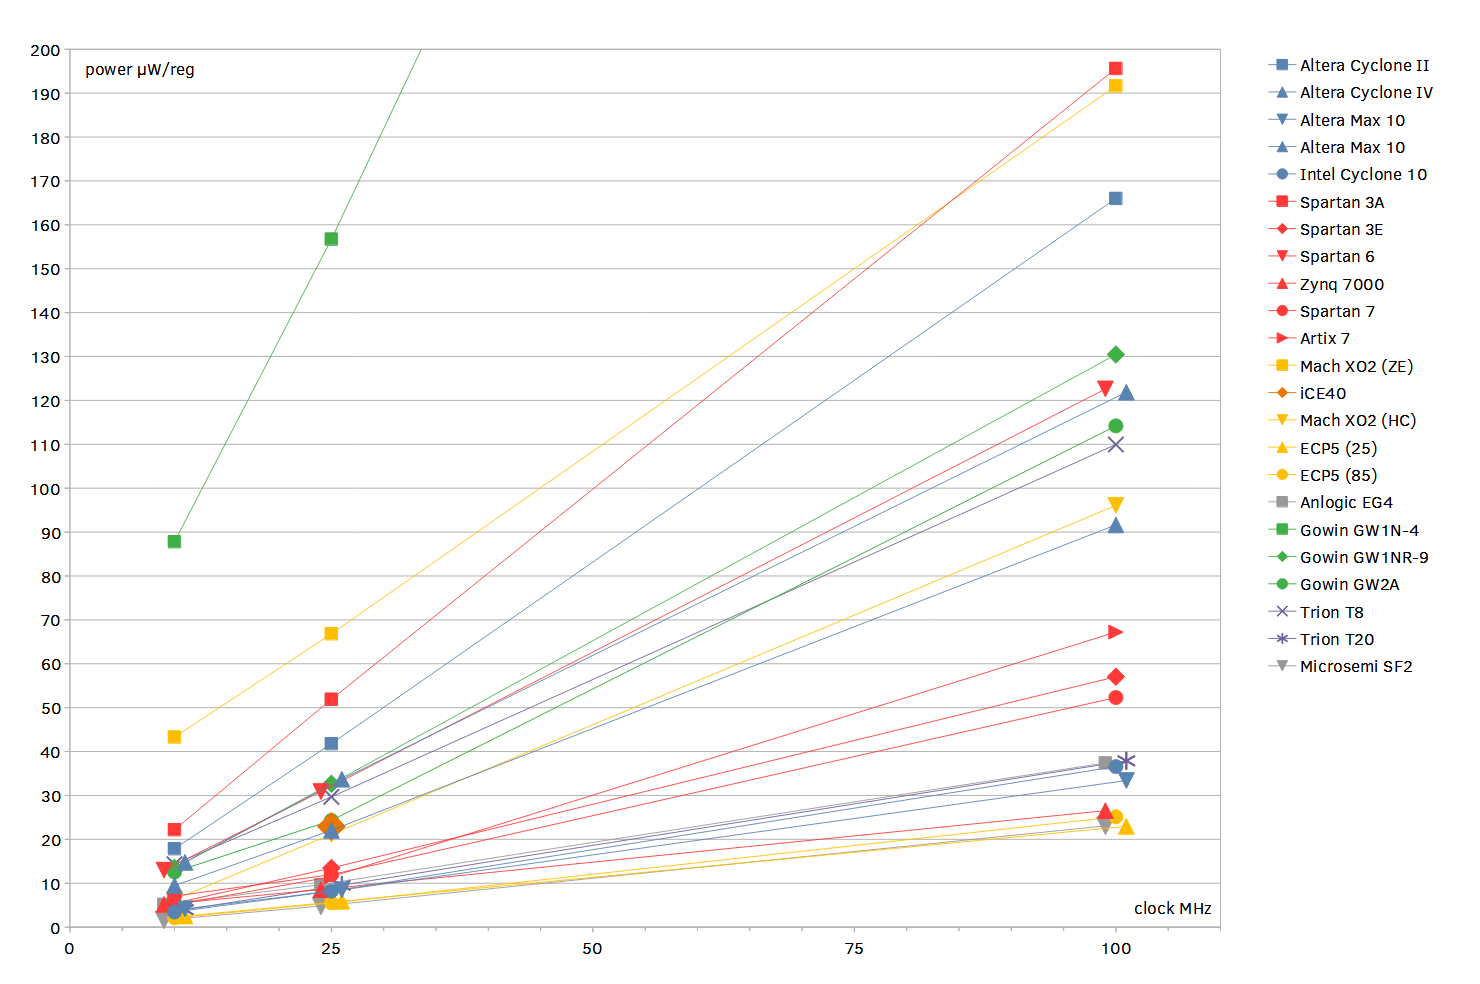 200
power µW/reg
190
180
170
160
150
140
130
120
110
100
90
80
70
60
50
40
30
20
10
0
clock MHz
0 25 50 75 100
Altera Cyclone II
Altera Cyclone IV
Altera Max 10
Altera Max 10
Intel Cyclone 10
Spartan 3A
Spartan 3E
Spartan 6
Zynq 7000
Spartan 7
Artix 7
Mach XO2 (ZE)
iCE40
Mach XO2 (HC)
ECP5 (25)
ECP5 (85)
Anlogic EG4
Gowin GW1N-4
Gowin GW1NR-9
Gowin GW2A
Trion T8
Trion T20
Microsemi SF2